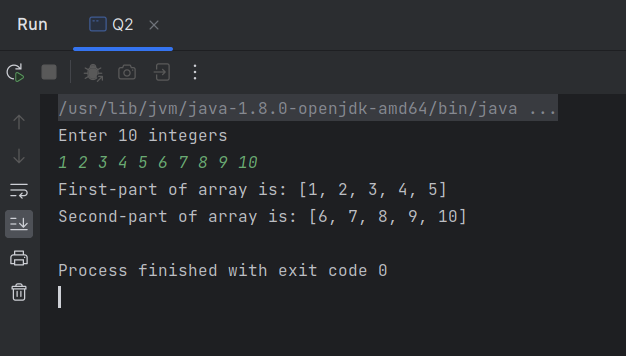 Run
Q2
/usr/lib/jvm/java-1.8.0-openjdk-amd64/bin/java ...
Enter 10 integers
1 2 3 4 5 6 7 8 9 10
First-part of array is: [1, 2, 3, 4, 5]
Second-part of array is: [6, 7, 8, 9, 10]
Process finished with exit code 0